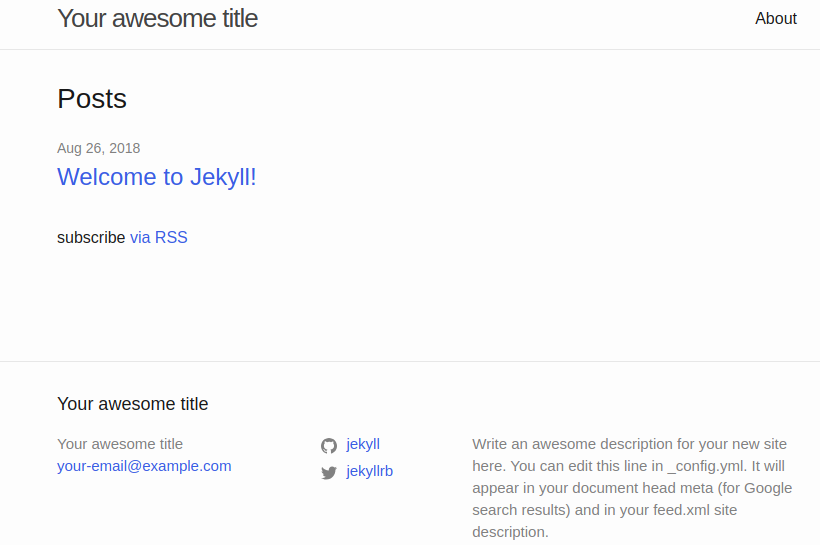 Your awesome title
About
Posts
Aug 26, 2018
Welcome to Jekyll!
subscribe via RSS
Your awesome title
Your awesome title
your-email@example.com
jekyll
jekyllrb
Write an awesome description for your new site
here. You can edit this line in _config.yml. It will
appear in your document head meta (for Google
search results) and in your feed.xml site
description.